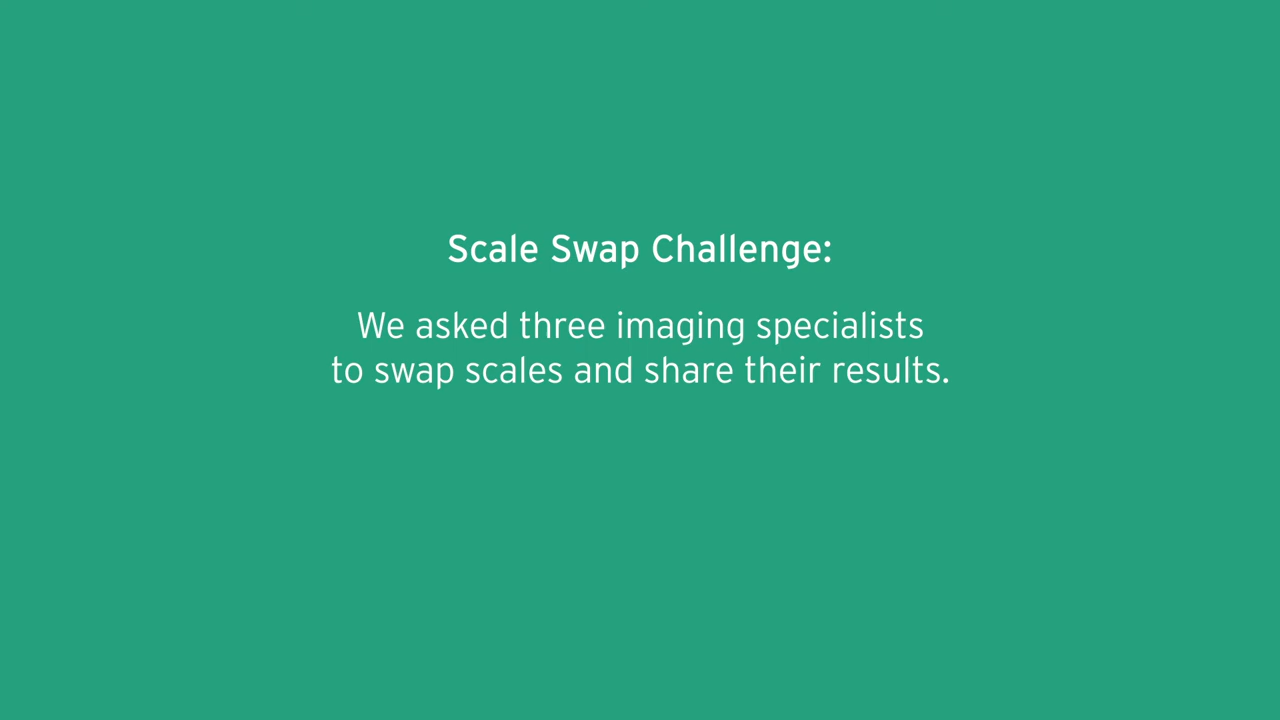 Scale Swap Challenge:
We asked three imaging specialists
to swap scales and share their results.